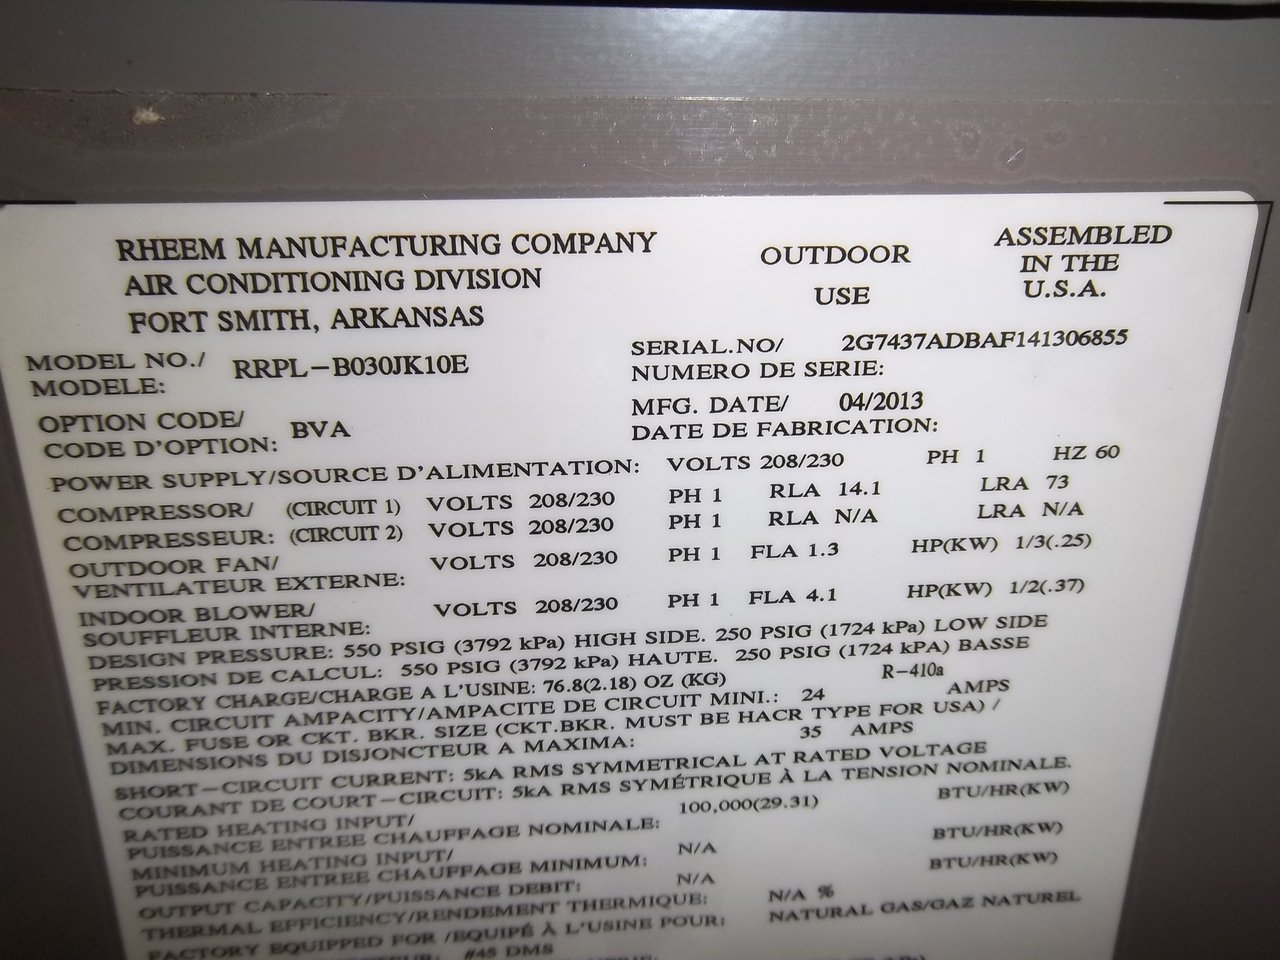 RHEEM MANUFACTURING COMPANY
AIR CONDITIONING DIVISION
FORT SMITH, ARKANSAS
OUTDOOR
USE
ASSEMBLED
IN THE
U.S.A.
MODEL NO./ RRPL-B030JK10E
MODELE:
SERIAL.NO/ 2G7437ADBAF141306855
NUMERO DE SERIE:
OPTION CODE/ BVA
CODE D'OPTION:
MFG. DATE/ 04/2013
DATE DE FABRICATION:
POWER SUPPLY/SOURCE D'ALIMENTATION: VOLTS 208/230 PH 1 HZ 60
COMPRESSOR/ (CIRCUIT 1) VOLTS 208/230 PH 1 RLA 14.1 LRA 73
COMPRESSEUR: (CIRCUIT 2) VOLTS 208/230 PH 1 RLA N/A LRA N/A
OUTDOOR FAN/ VOLTS 208/230 PH 1 FLA 1.3 HP(KW) 1/3(.25)
VENTILATEUR EXTERNE:
INDOOR BLOWER/ VOLTS 208/230 PH 1 FLA 4.1 HP(KW) 1/2(.37)
SOUFFLEUR INTERNE:
DESIGN PRESSURE: 550 PSIG (3792 kPa) HIGH SIDE. 250 PSIG (1724 kPa) LOW SIDE
PRESSION DE CALCUL: 550 PSIG (3792 kPa) HAUTE. 250 PSIG (1724 kPA) BASSE
FACTORY CHARGE/CHARGE A L'USINE: 76.8(2.18) OZ (KG) R-410a
MIN. CIRCUIT AMPACITY/AMPACITE DE CIRCUIT MINI.: 24 AMPS
MAX. FUSE OR CKT. BKR. SIZE (CKT.BKR. MUST BE HACR TYPE FOR USA) /
DIMENSIONS DU DISJONCTEUR A MAXIMA: 35 AMPS
SHORT-CIRCUIT CURRENT: 5kA RMS SYMMETRICAL AT RATED VOLTAGE
COURANT DE COURT-CIRCUIT: 5kA RMS SYMÉTRIQUE À LA TENSION NOMINALE.
RATED HEATING INPUT/ 100,000(29.31) BTU/HR(KW)
PUISSANCE ENTREE CHAUFFAGE NOMINALE:
MINIMUM HEATING INPUT/ N/A BTU/HR(KW)
PUISSANCE ENTREE CHAUFFAGE MINIMUM:
OUTPUT CAPACITY/PUISSANCE DEBIT: N/A BTU/HR(KW)
THERMAL EFFICIENCY/RENDEMENT THERMIQUE: N/A %
FACTORY EQUIPPED FOR /EQUIPÉ À L'USINE POUR: NATURAL GAS/GAZ NATUREL
#45 DMS